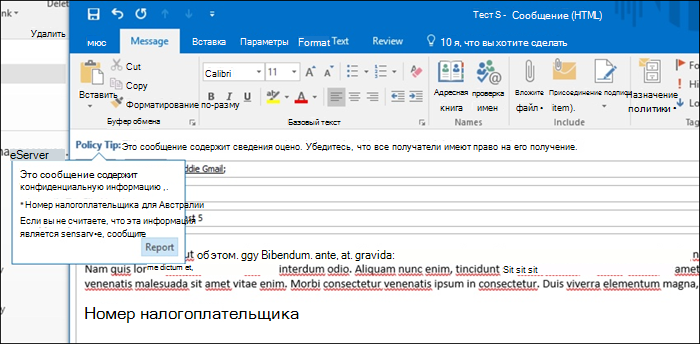 Тест S - Сообщение (HTML)
Удалить
мюс Message Вставка Параметры Format Text Review 10 я, что вы хотите сделать
Вставить
Cut
Copy
Форматирование по-разму
Буфер обмена
Calibri 11
Базовый текст
Адресная книга
проверка имен
Names
Вложите файл
Присоединение подписи item).
Include
Назначение политики
Tag
eServer
Policy Tip: Это сообщение содержит сведения оцено. Убедитесь, что все получатели имеют право на его получение.
Это сообщение содержит
конфиденциальную информацию ,.
*Номер налогоплательщика для Австралии
Если вы не считаете, что эта информация
является sensarv•e, сообщите
Report
ddie Gmail;
st 5
ut об этом. ggy Bibendum. ante, at. gravida:
Nam quis lor me dictum et, interdum odio. Aliquam nunc enim, tincidunt Sit sit sit amet
venenatis malesuada sit amet vitae enim. Morbi consectetur venenatis ipsum in consectetur. Duis viverra elementum magna,
Номер налогоплательщика